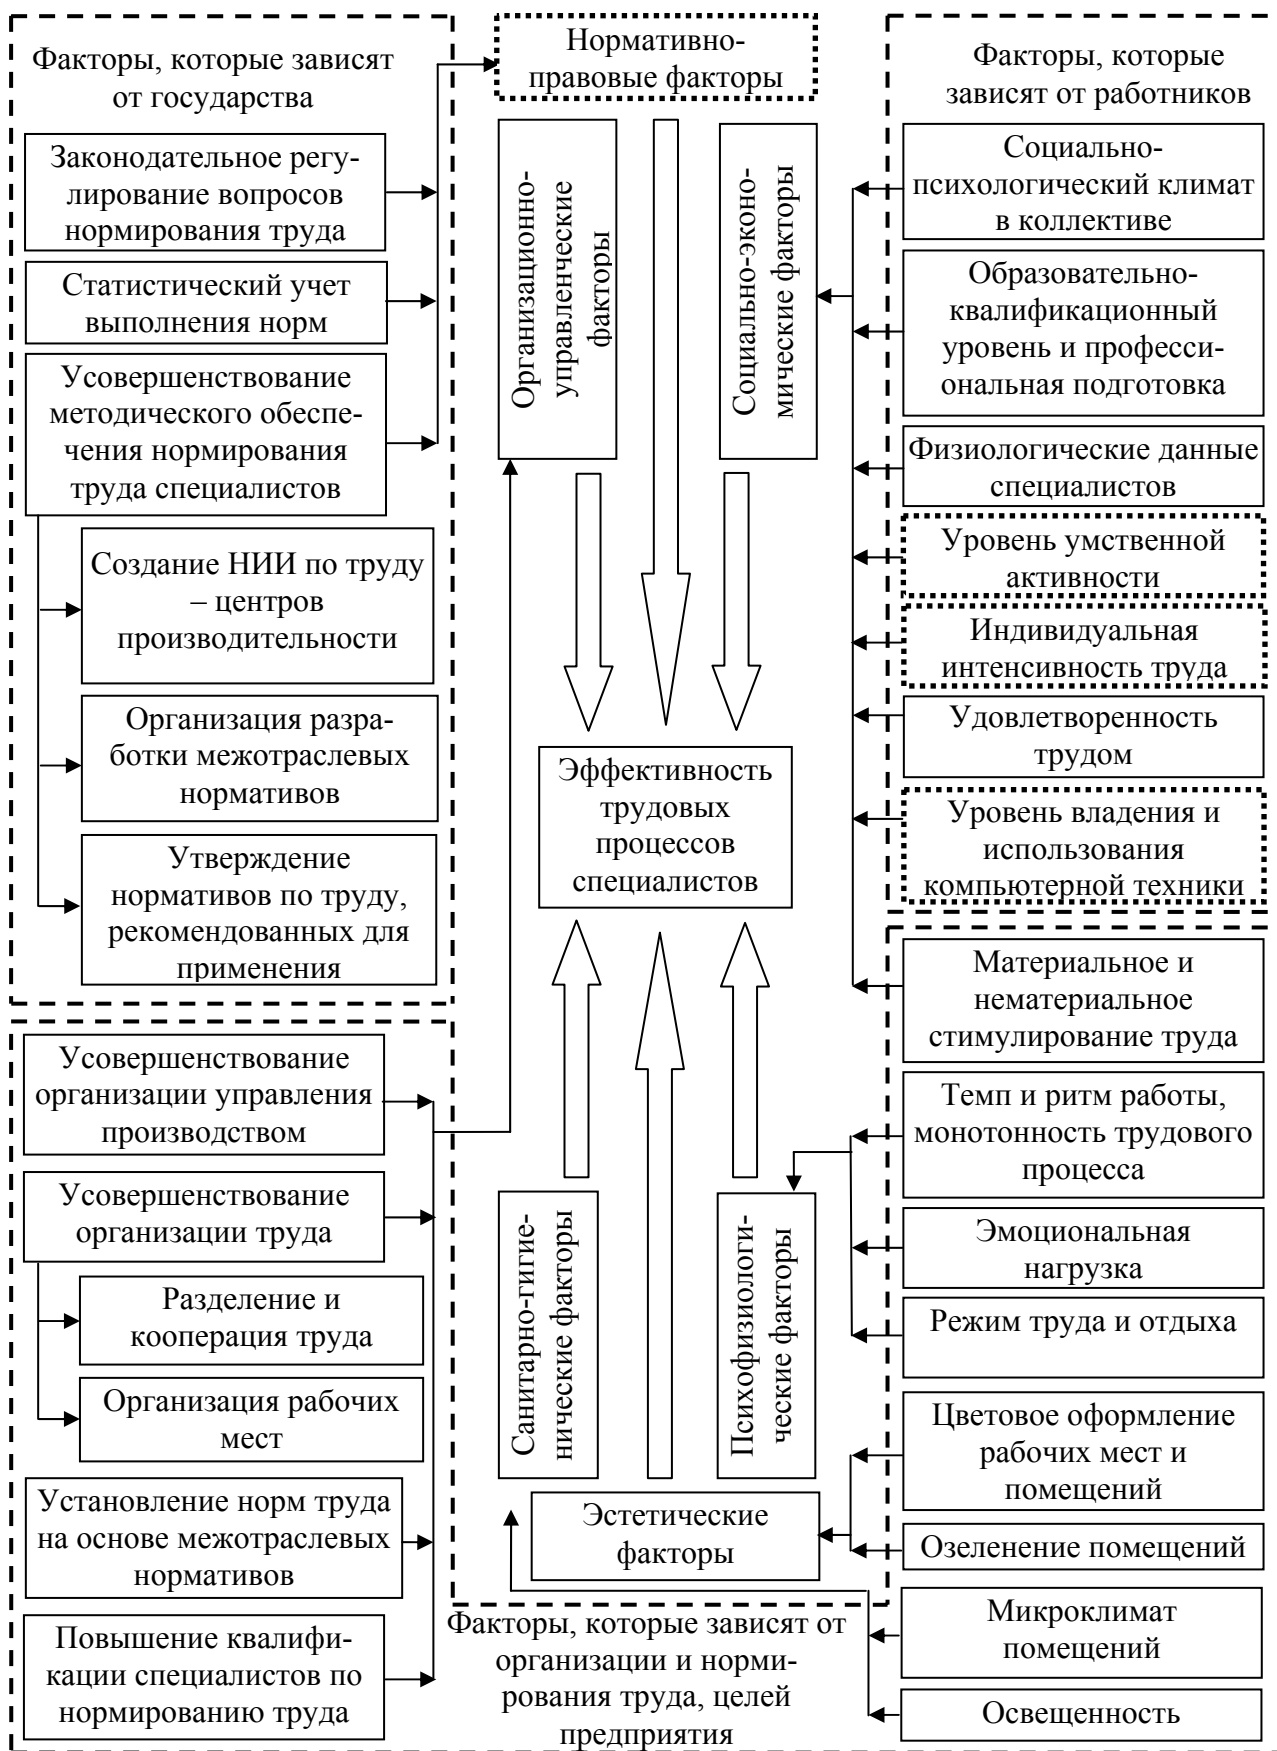 Факторы, которые зависят
от государства
Законодательное регу-
лирование вопросов
нормирования труда
Статистический учет
выполнения норм
Усовершенствование
методического обеспе-
чения нормирования
труда специалистов
Создание НИИ по труду
– центров
производительности
Организация разра-
ботки межотраслевых
нормативов
Утверждение
нормативов по труду,
рекомендованных для
применения
Усовершенствование
организации управления
производством
Усовершенствование
организации труда
Разделение и
кооперация труда
Организация рабочих
мест
Установление норм труда
на основе межотраслевых
нормативов
Повышение квалифи-
кации специалистов по
нормированию труда
Нормативно-
правовые факторы
Организационно-
управленческие
факторы
Социально-эконо-
мические факторы
Эффективность
трудовых
процессов
специалистов
Санитарно-гигие-
нические факторы
Психофизиологи-
ческие факторы
Эстетические
факторы
Факторы, которые зависят от
организации и норми-
рования труда, целей
предприятия
Факторы, которые
зависят от работников
Социально-
психологический климат
в коллективе
Образовательно-
квалификационный
уровень и професси-
ональная подготовка
Физиологические данные
специалистов
Уровень умственной
активности
Индивидуальная
интенсивность труда
Удовлетворенность
трудом
Уровень владения и
использования
компьютерной техники
Материальное и
нематериальное
стимулирование труда
Темп и ритм работы,
монотонность трудового
процесса
Эмоциональная
нагрузка
Режим труда и отдыха
Цветовое оформление
рабочих мест и
помещений
Озеленение помещений
Микроклимат
помещений
Освещенность